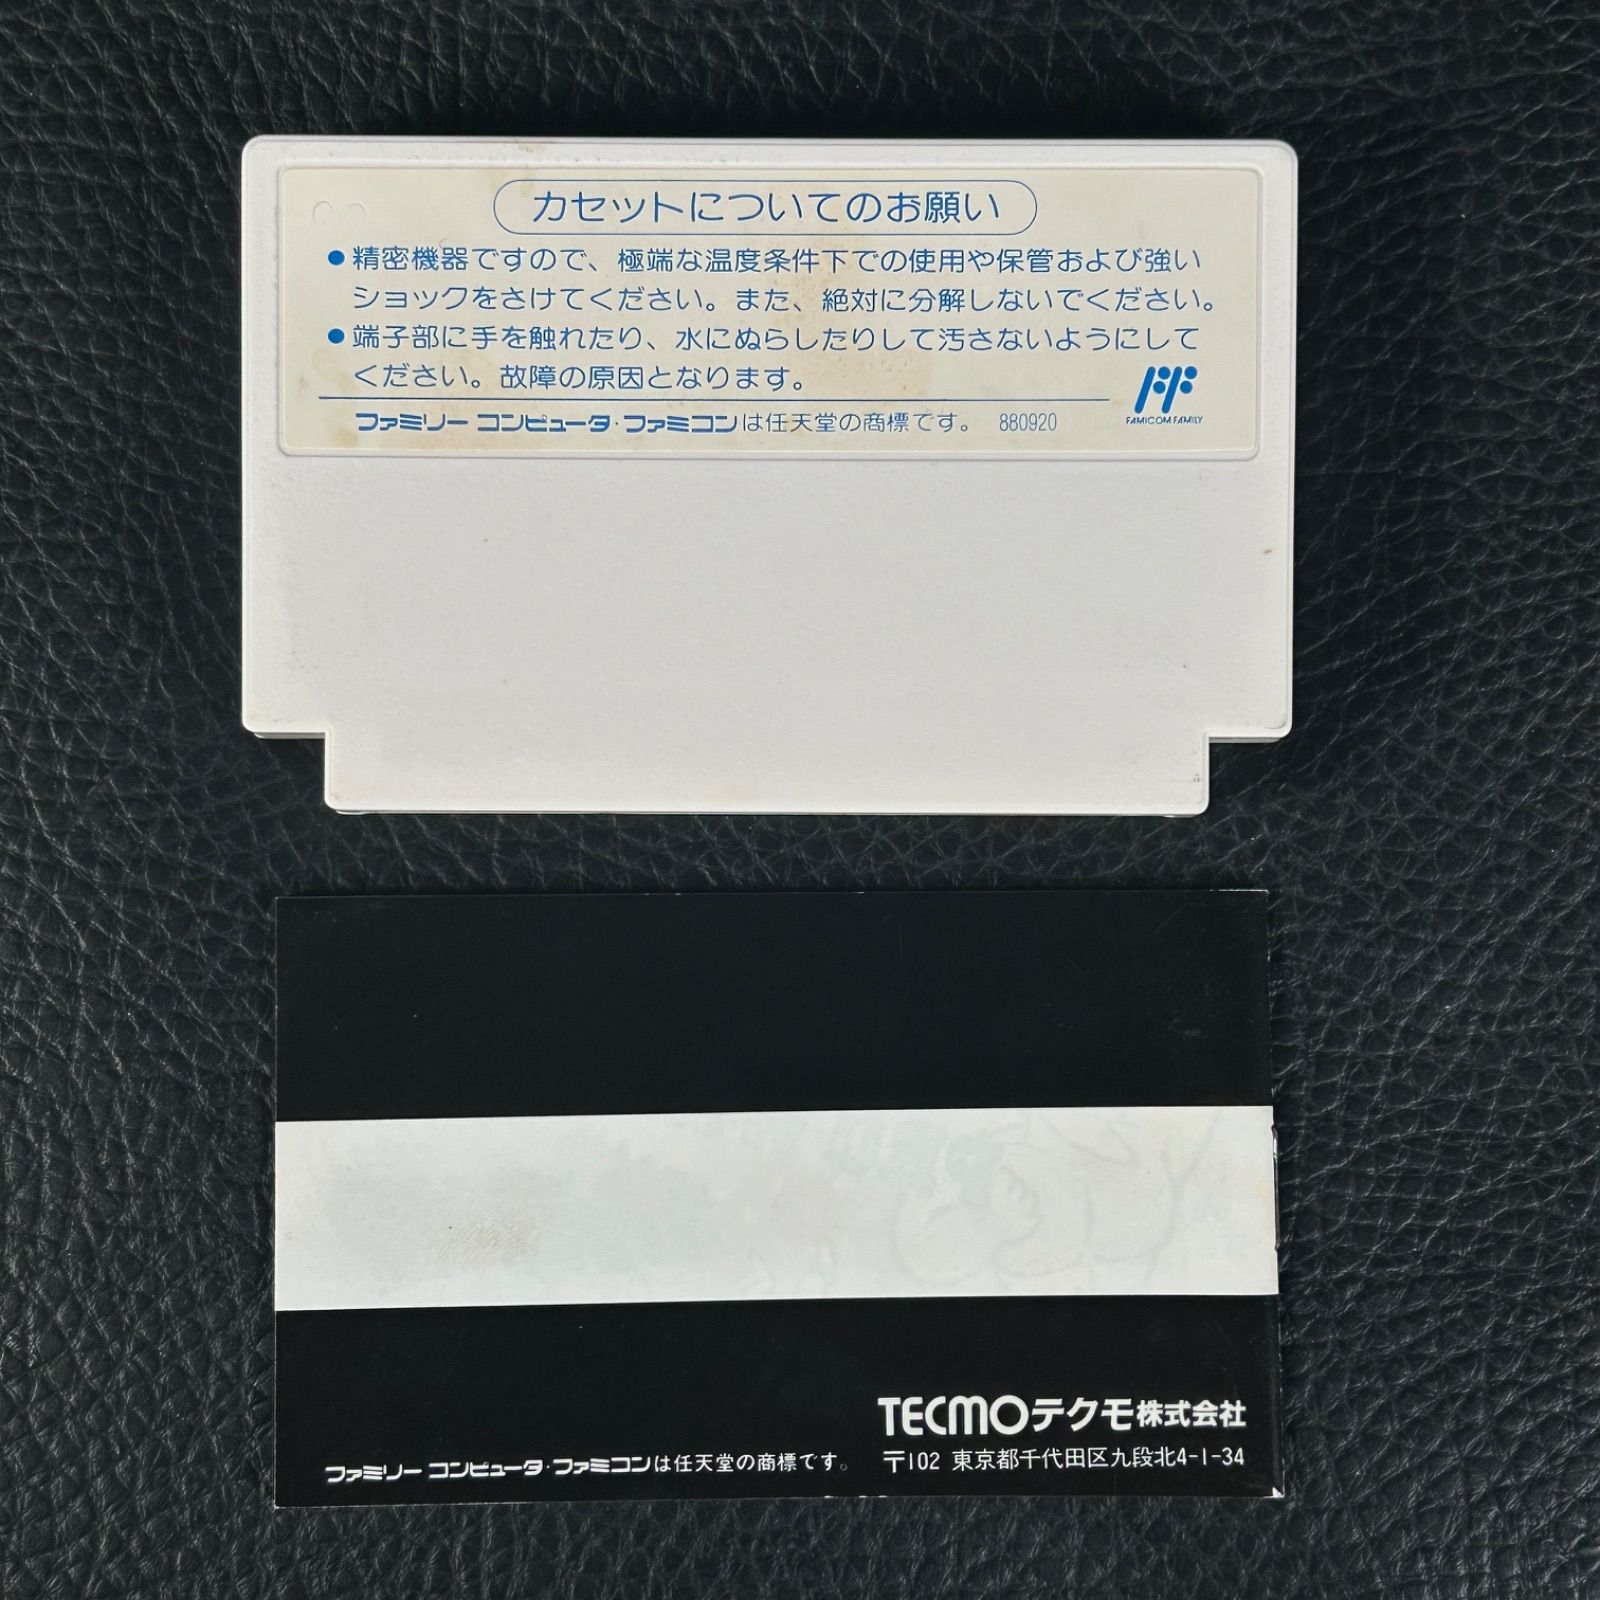 カセットについてのお願い
●精密機器ですので、極端な温度条件下での使用や保管および強い
ショックをさけてください。また、絶対に分解しないでください。
●端子部に手を触れたり、水にぬらしたりして汚さないようにして
ください。故障の原因となります。
FAMICOM FAMILY
ファミリーコンピュータ・ファミコンは任天堂の商標です。 880920
TECMOテクモ株式会社
ファミリーコンピュータ・ファミコンは任天堂の商標です。 〒102 東京都千代田区九段北4-1-34